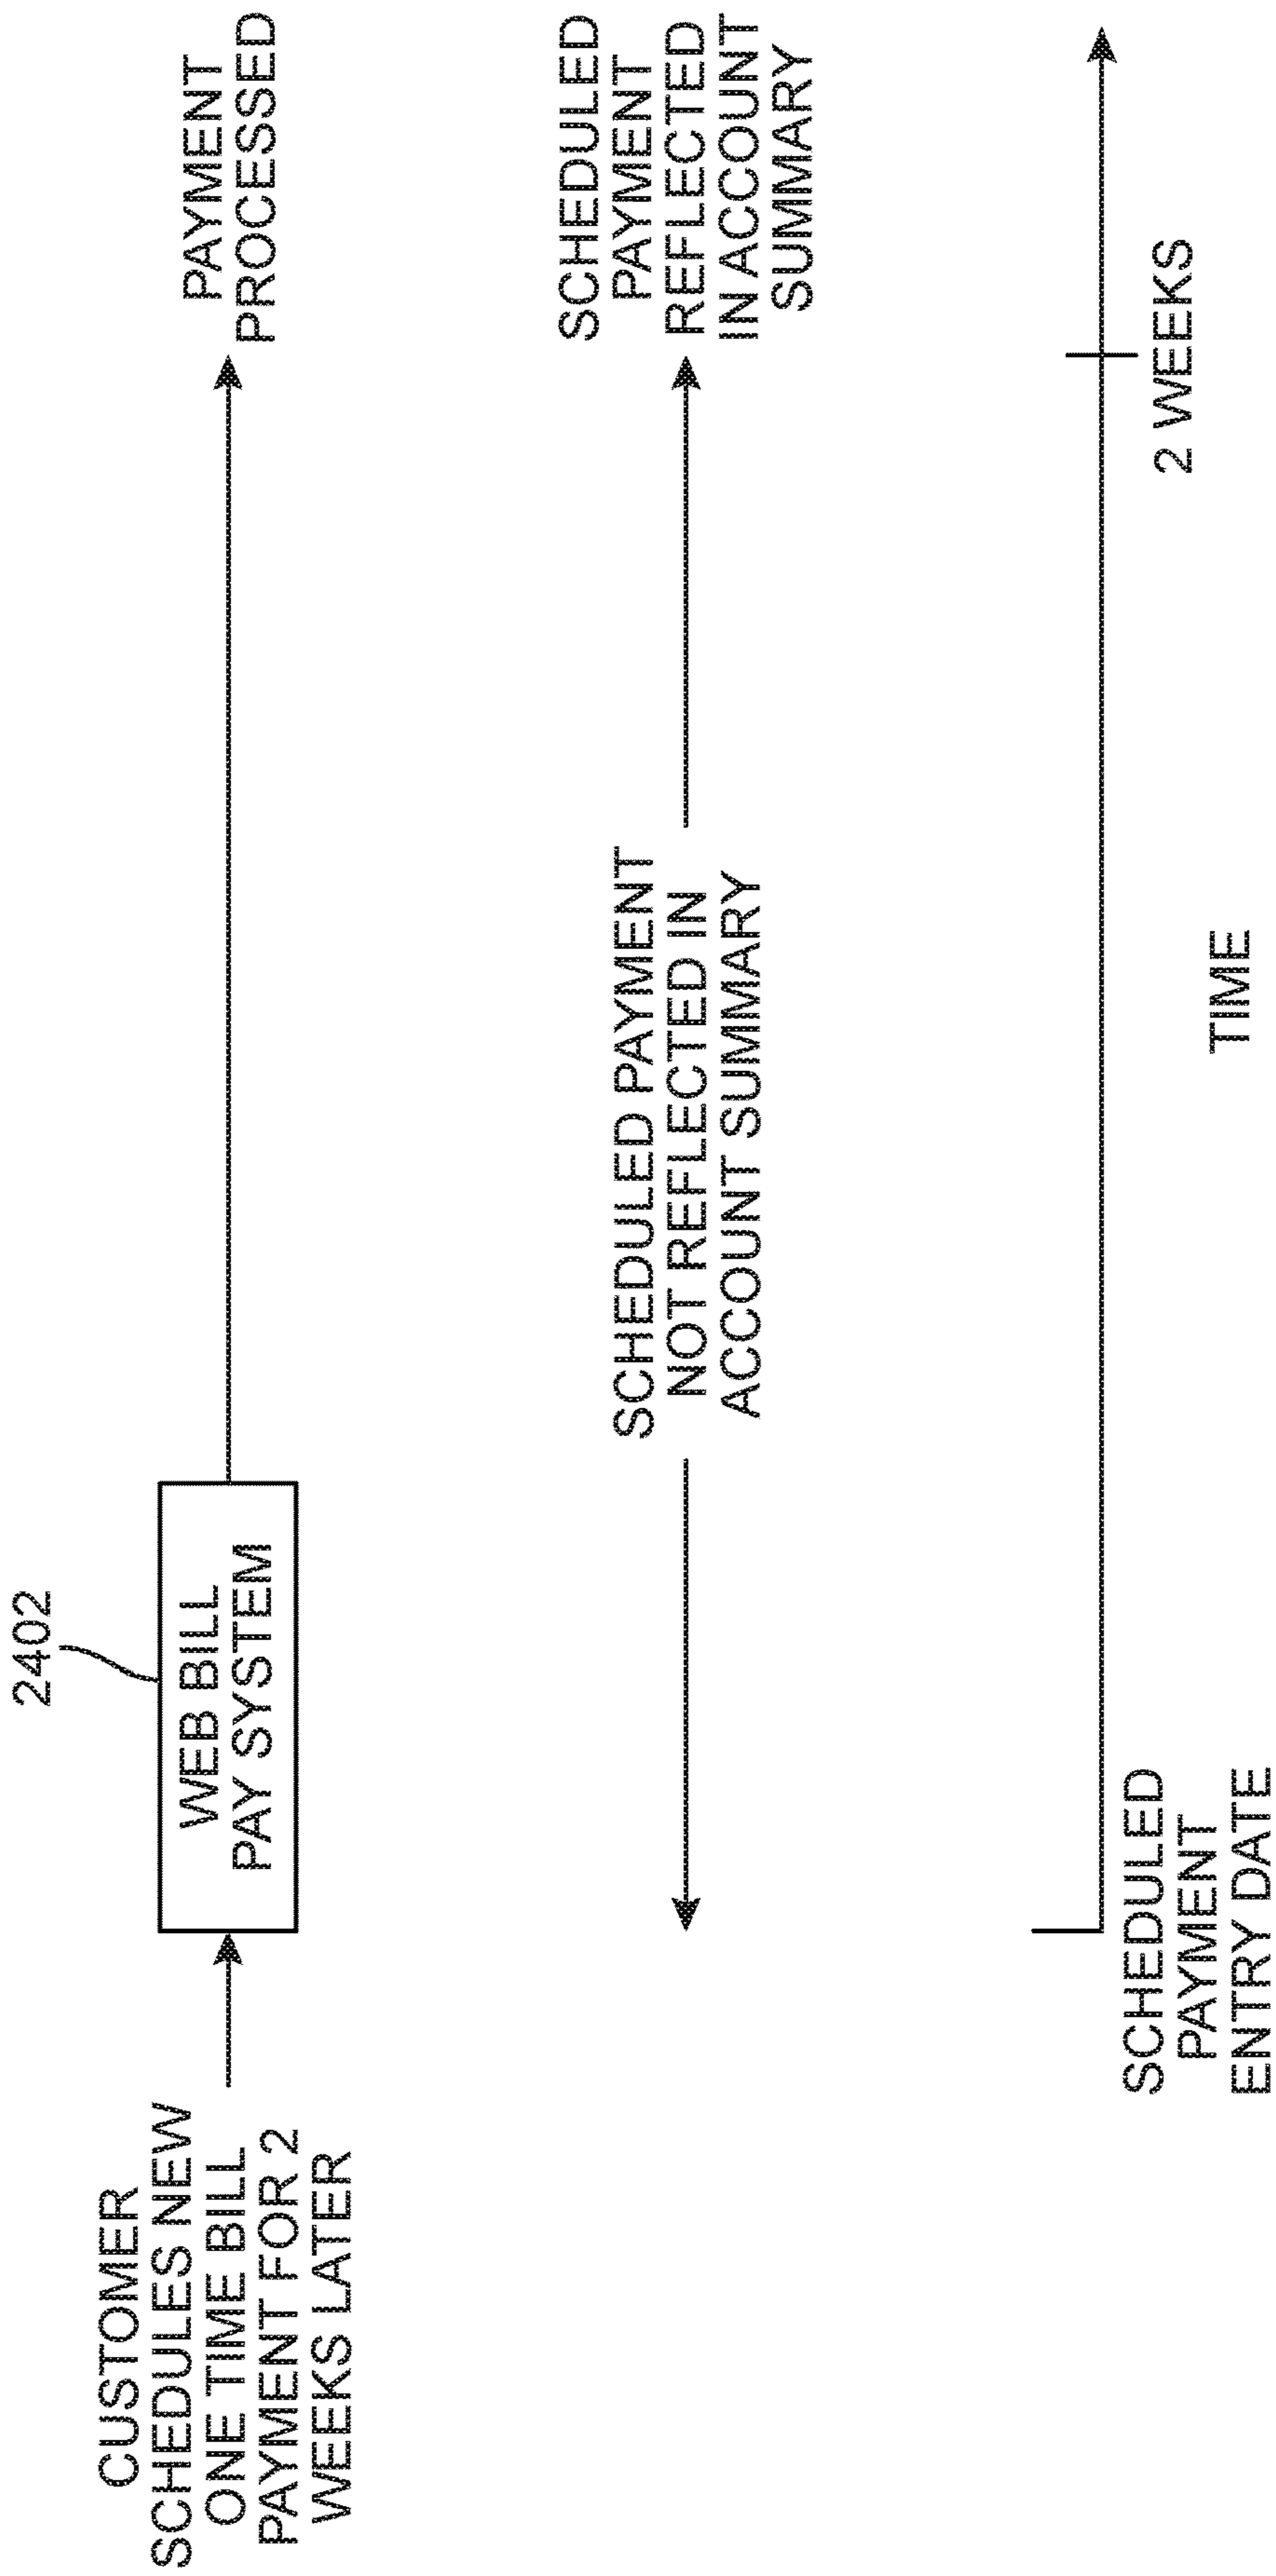 2402
CUSTOMER
SCHEDULES NEW
ONE TIME BILL
PAYMENT FOR 2
WEEKS LATER
WEB BILL
PAY SYSTEM
PAYMENT
PROCESSED
SCHEDULED PAYMENT
NOT REFLECTED IN
ACCOUNT SUMMARY
SCHEDULED
PAYMENT
REFLECTED
IN ACCOUNT
SUMMARY
SCHEDULED
PAYMENT
ENTRY DATE
2 WEEKS
TIME